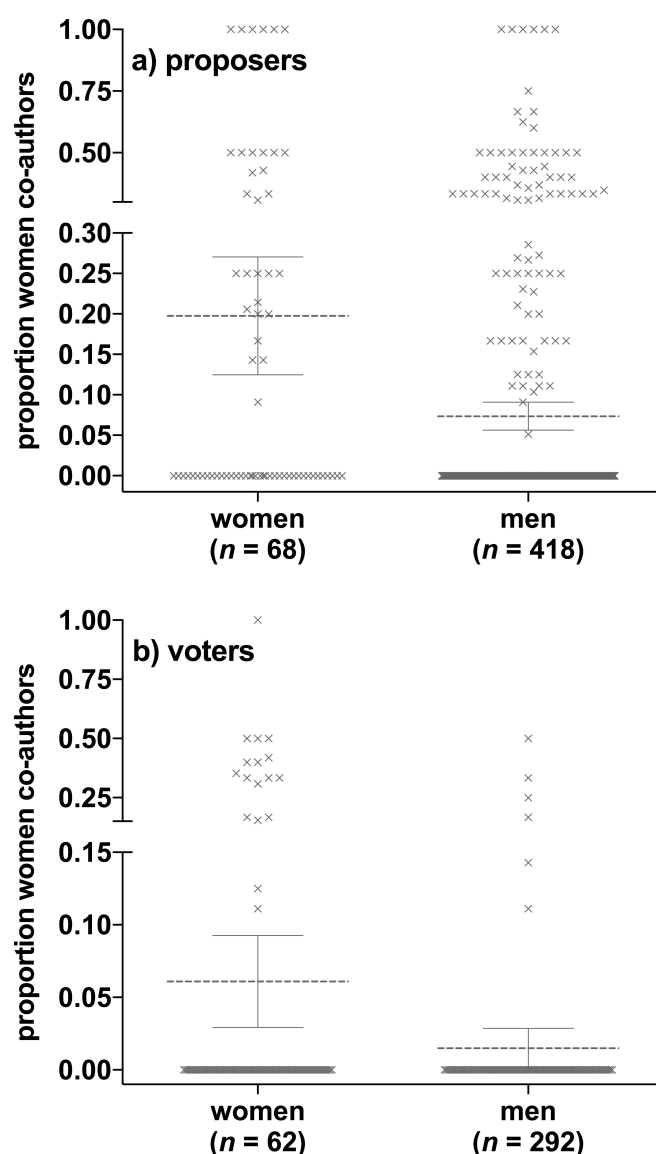 proportion women co-authors
a) proposers
1.00
0.75
0.50
0.30
0.25
0.20
0.15
0.10
0.05
0.00
women
(n = 68)
men
(n = 418)
proportion women co-authors
b) voters
1.00
0.75
0.50
0.25
0.15
0.10
0.05
0.00
women
(n = 62)
men
(n = 292)